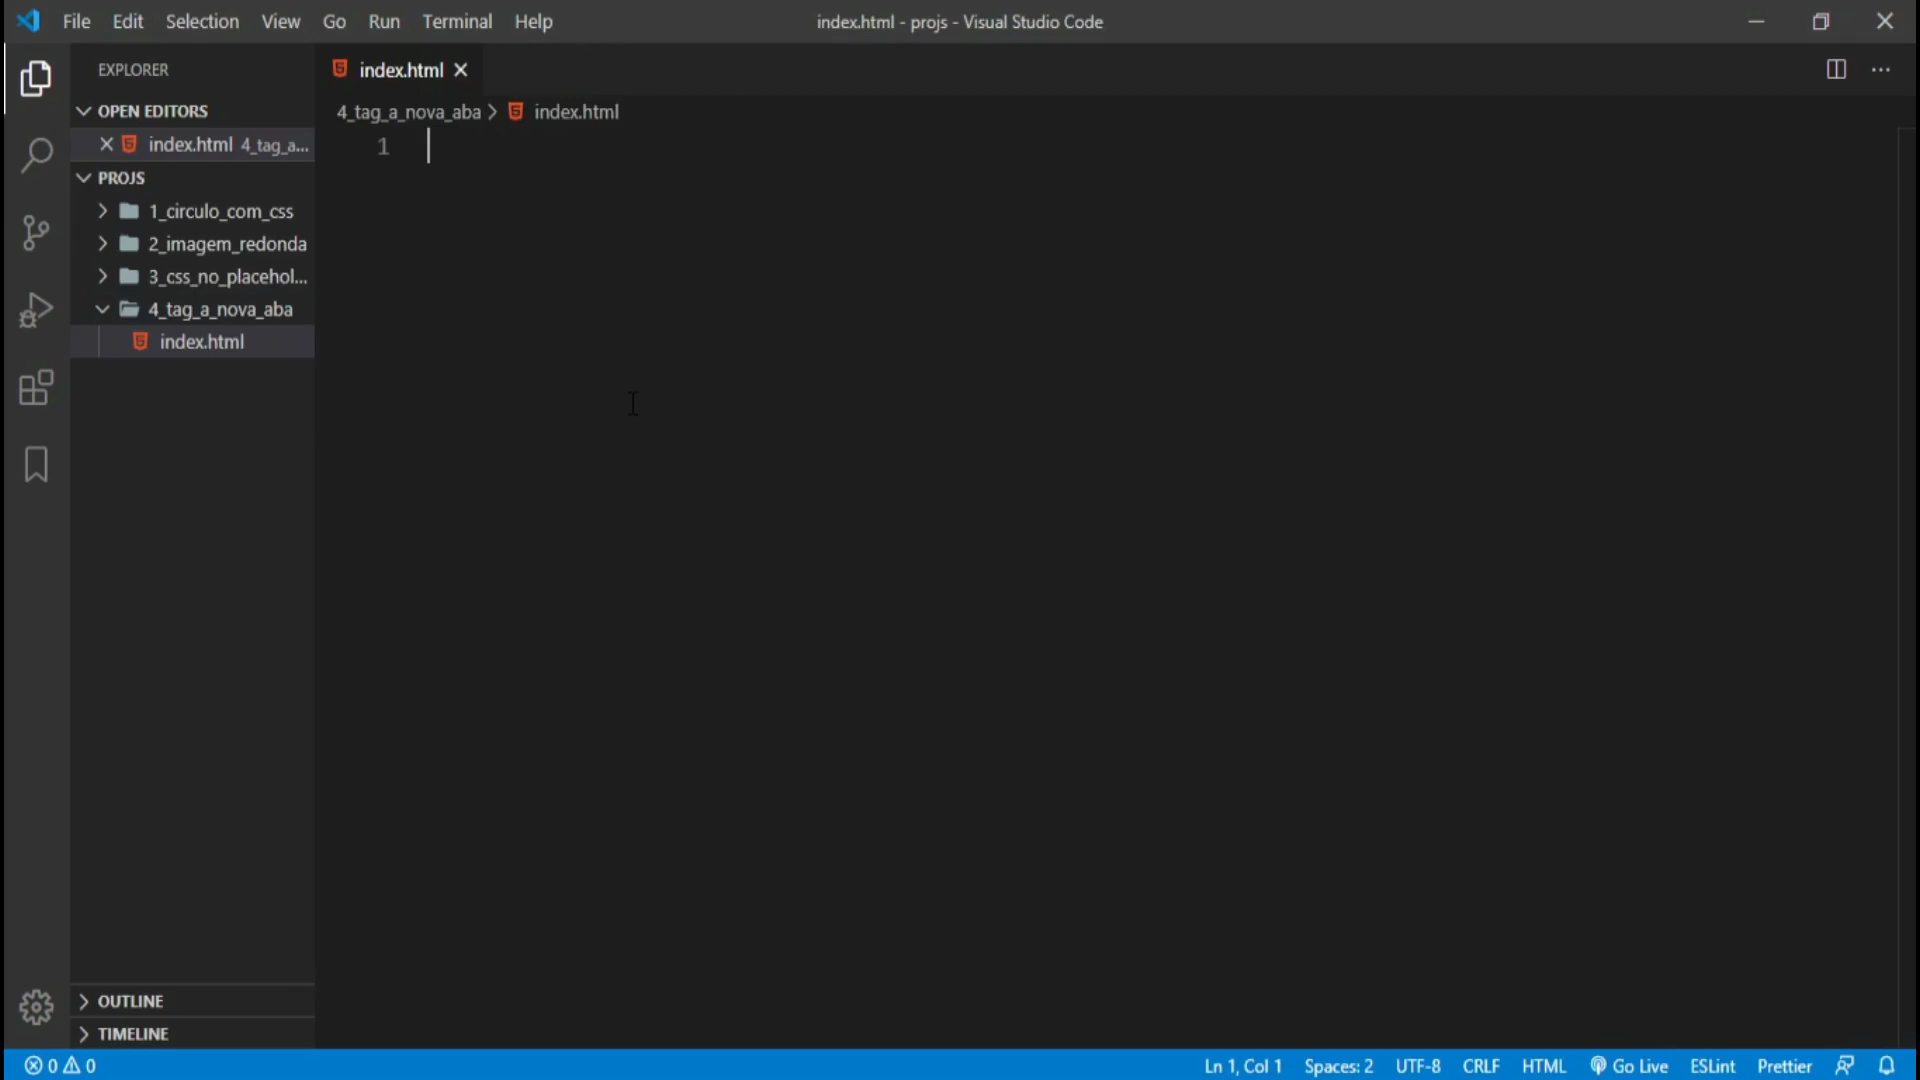 File Edit Selection View Go Run Terminal Help
index.html - projs - Visual Studio Code
EXPLORER
OPEN EDITORS
index.html 4_tag_a...
PROJS
1_circulo_com_css
2_imagem_redonda
3_css_no_placehol...
4_tag_a_nova_aba
index.html
OUTLINE
TIMELINE
index.html
4_tag_a_nova_aba > index.html
1
0 0
Ln 1, Col 1 Spaces: 2 UTF-8 CRLF HTML Go Live ESLint Prettier